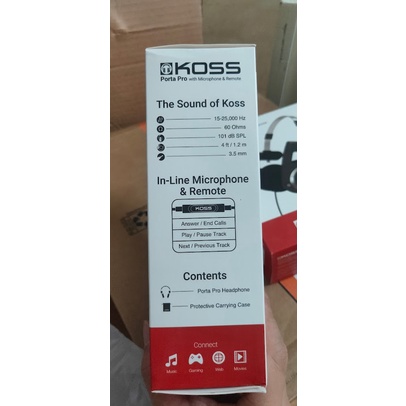 KOSS
Porta Pro with Microphone & Remote
The Sound of Koss
15-25,000 Hz
60 Ohms
101 dB SPL
4 ft / 1.2 m
3.5 mm
In-Line Microphone
& Remote
KOSS
Answer / End Calls
Play / Pause Track
Next / Previous Track
Contents
Porta Pro Headphone
Protective Carrying Case
Connect
Music Gaming Web Movies